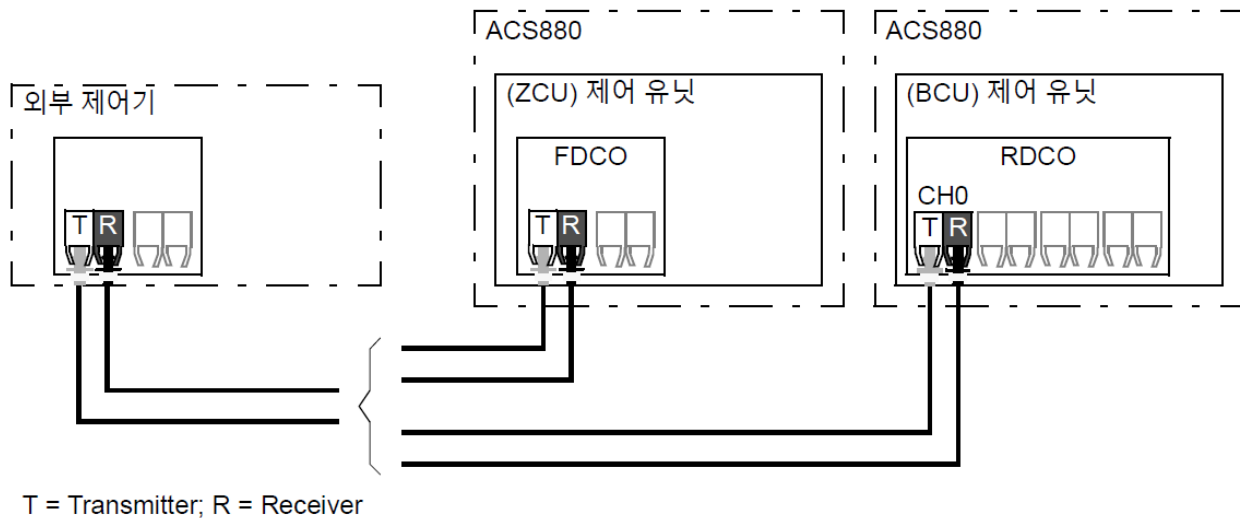 외부 제어기
T R
ACS880
(ZCU) 제어 유닛
FDCO
T R
ACS880
(BCU) 제어 유닛
RDCO
CH0
T R
T = Transmitter; R = Receiver